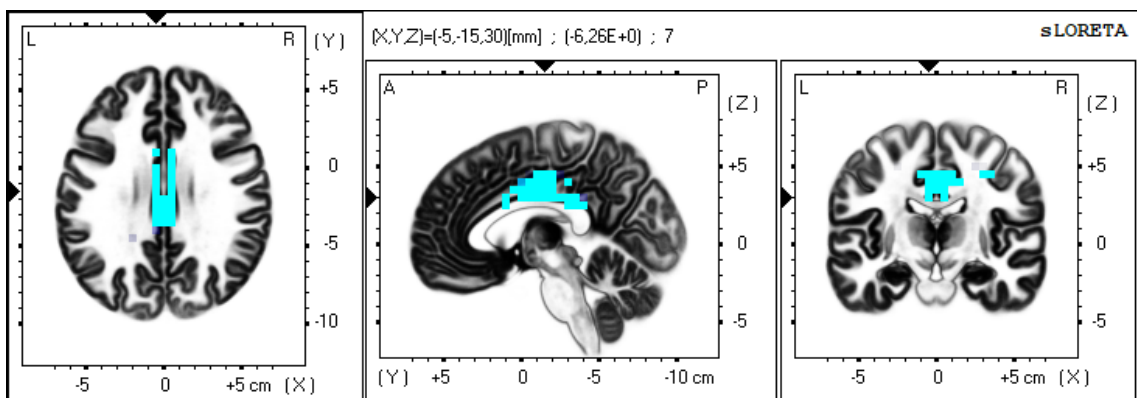 (X,Y,Z)=(-5,-15,30)[mm] ; (-6,26E+0) ; 7
sLORETA
L R (Y)
+5
0
-5
-10
-5 0 +5 cm (X)
A P (Z)
+5
0
-5
(Y) +5 0 -5 -10 cm
L R (Z)
+5
0
-5
-5 0 +5 cm (X)